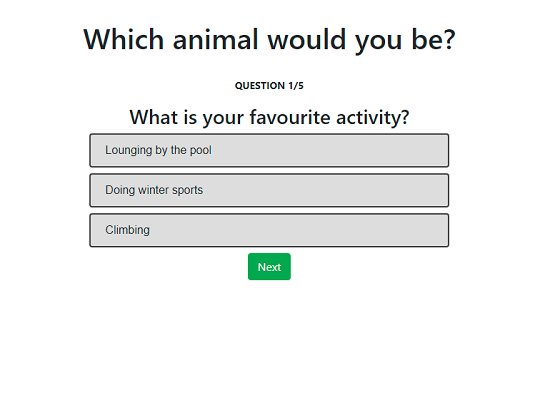 Which animal would you be?
QUESTION 1/5
What is your favourite activity?
Lounging by the pool
Doing winter sports
Climbing
Next